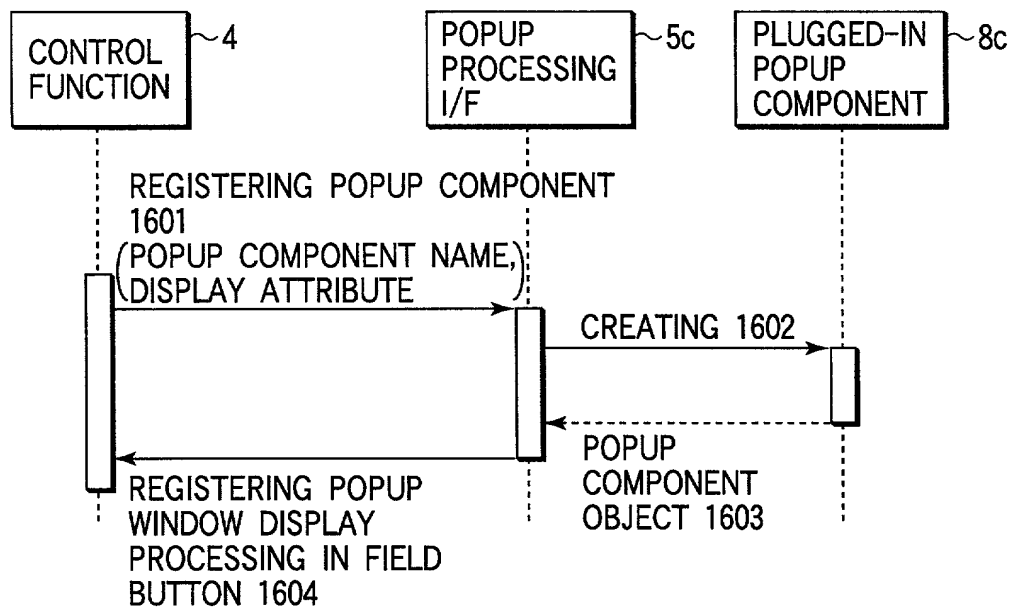 CONTROL
FUNCTION
4
POPUP
PROCESSING
I/F
5c
PLUGGED-IN
POPUP
COMPONENT
8c
REGISTERING POPUP COMPONENT
1601
(POPUP COMPONENT NAME,
DISPLAY ATTRIBUTE)
CREATING 1602
POPUP
COMPONENT
OBJECT 1603
REGISTERING POPUP
WINDOW DISPLAY
PROCESSING IN FIELD
BUTTON 1604